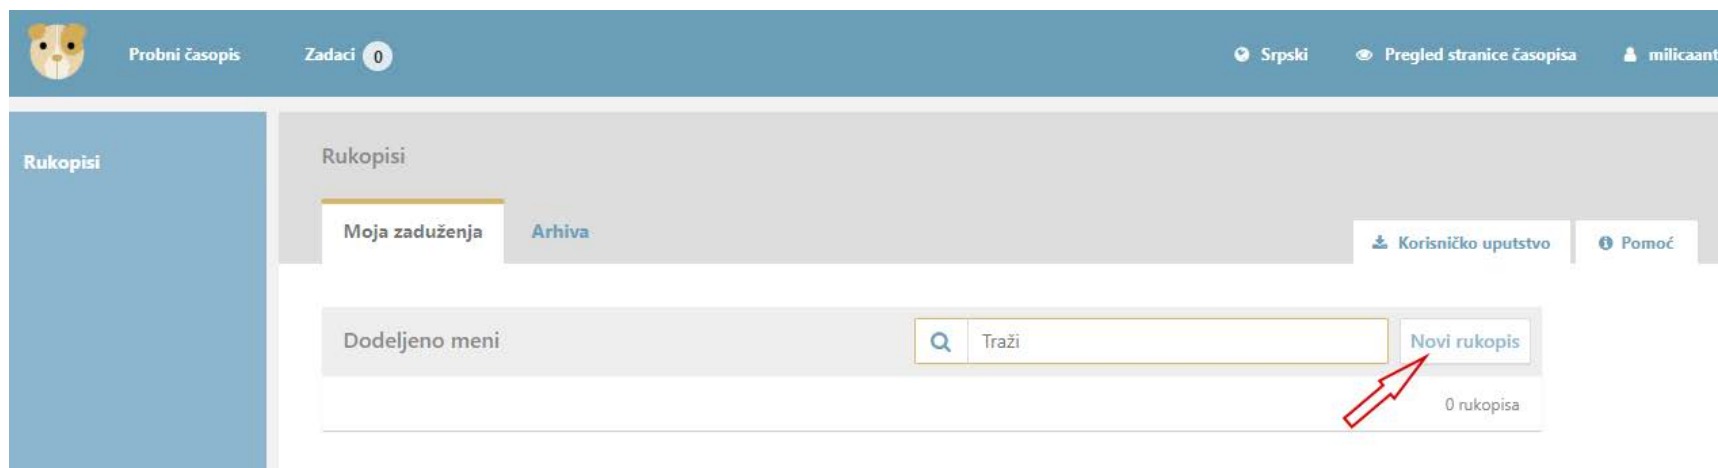 Probni časopis Zadaci 0 Srpski Pregled stranice časopisa milicaant
Rukopisi
Rukopisi
Moja zaduženja Arhiva Korisničko uputstvo Pomoć
Dodeljeno meni Traži Novi rukopis
0 rukopisa